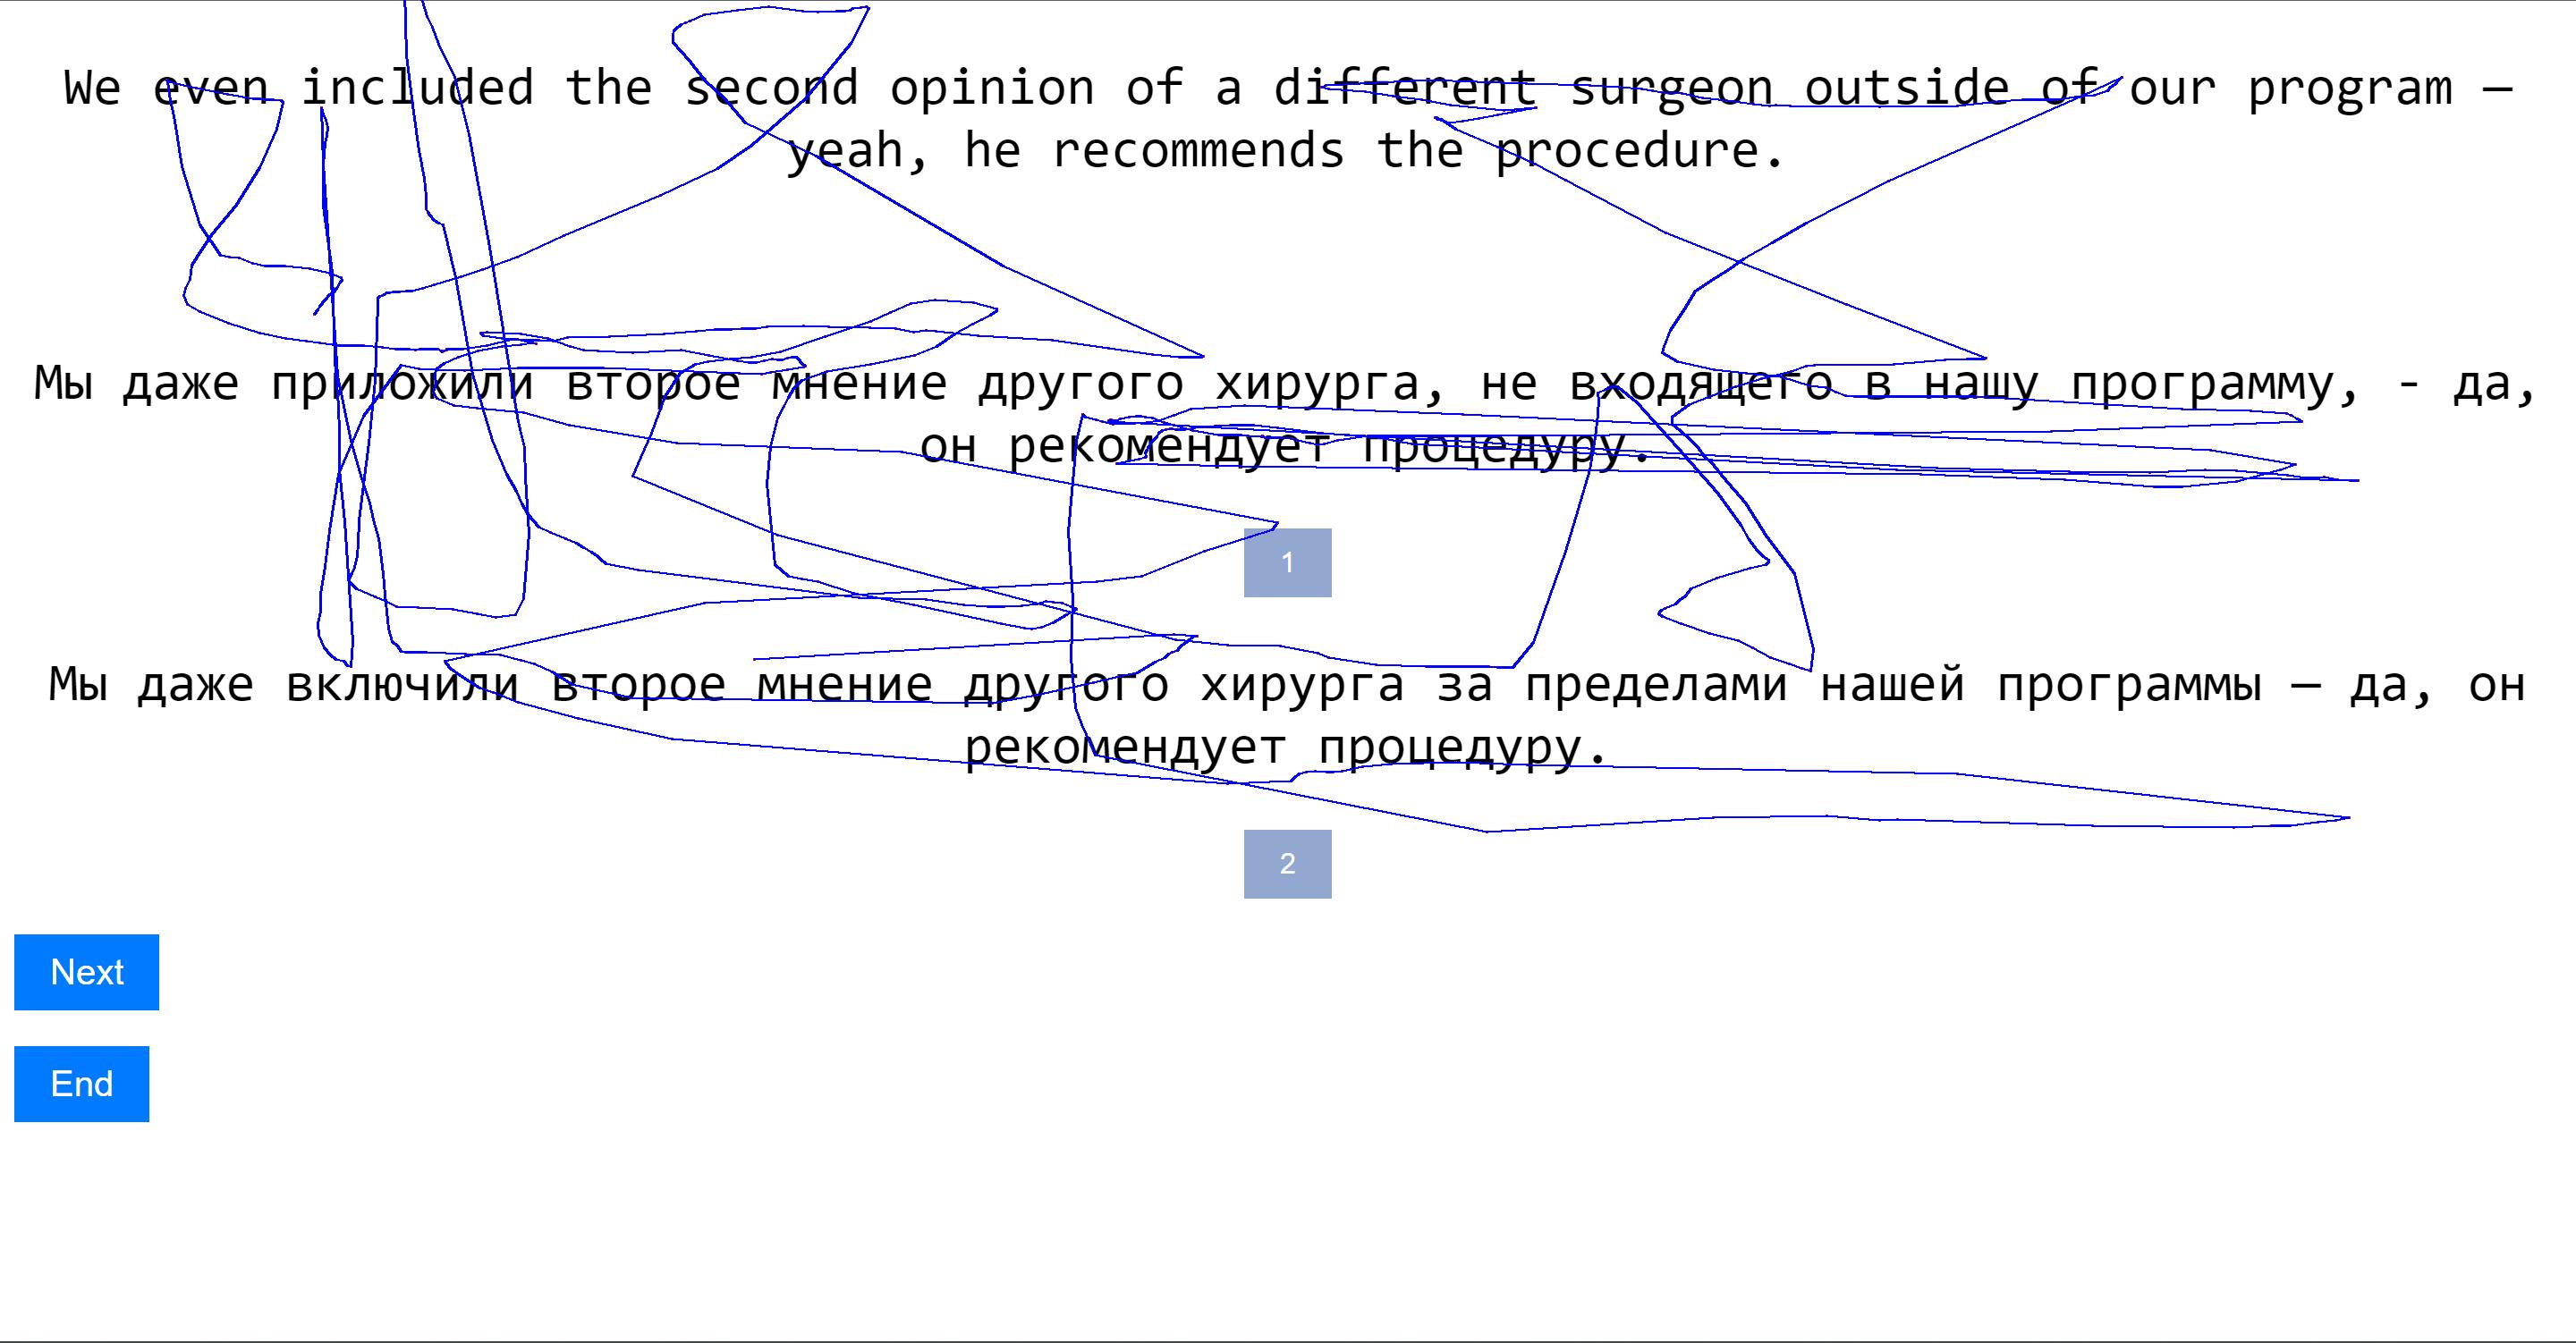 We even included the second opinion of a different surgeon outside of our program —
yeah, he recommends the procedure.
Мы даже приложили второе мнение другого хирурга, не входящего в нашу программу, - да,
он рекомендует процедуру.
1
Мы даже включили второе мнение другого хирурга за пределами нашей программы — да, он
рекомендует процедуру.
2
Next
End